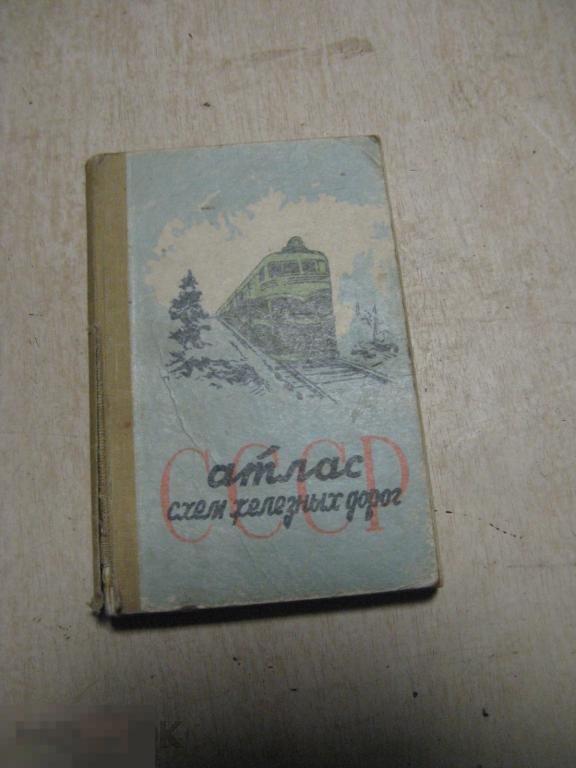 атлас
СССР
схем железных дорог